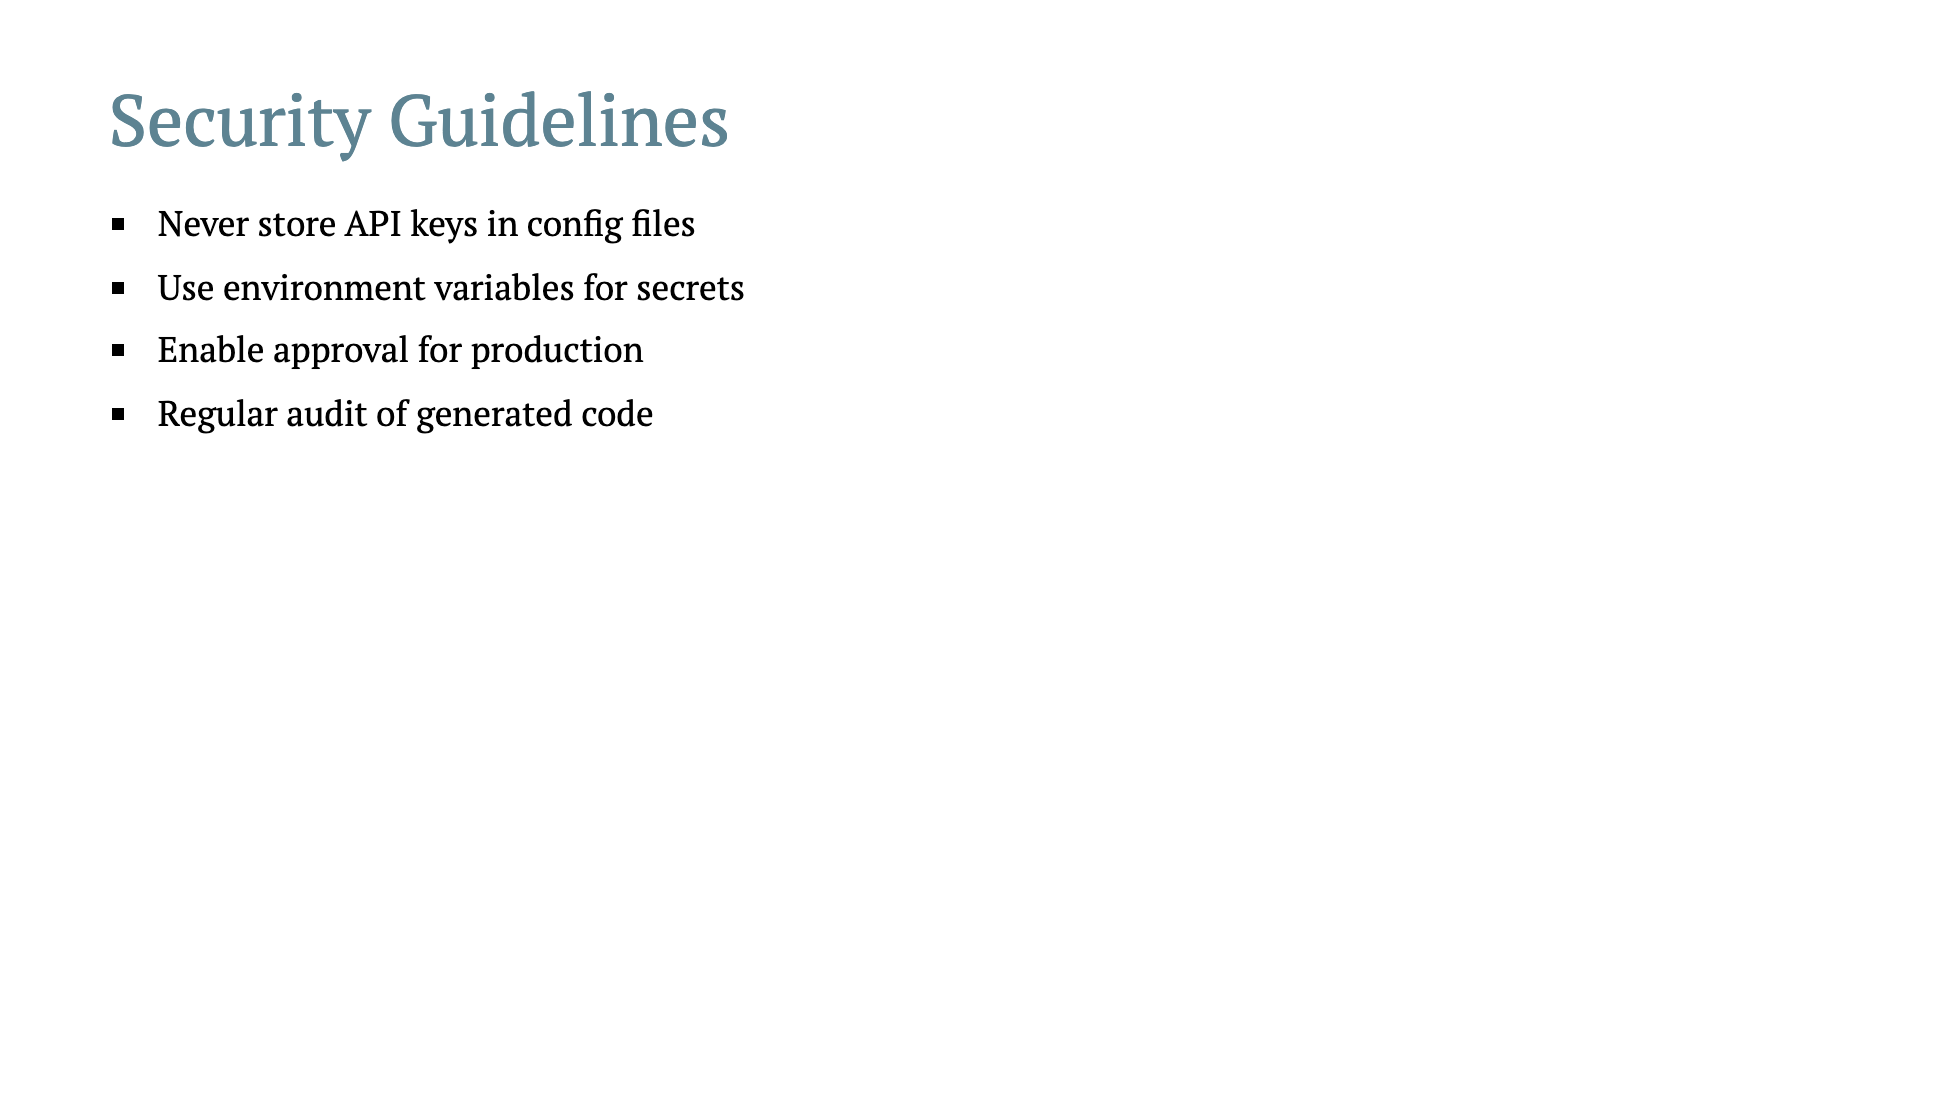 Security Guidelines
▪ Never store API keys in config files
▪ Use environment variables for secrets
▪ Enable approval for production
▪ Regular audit of generated code